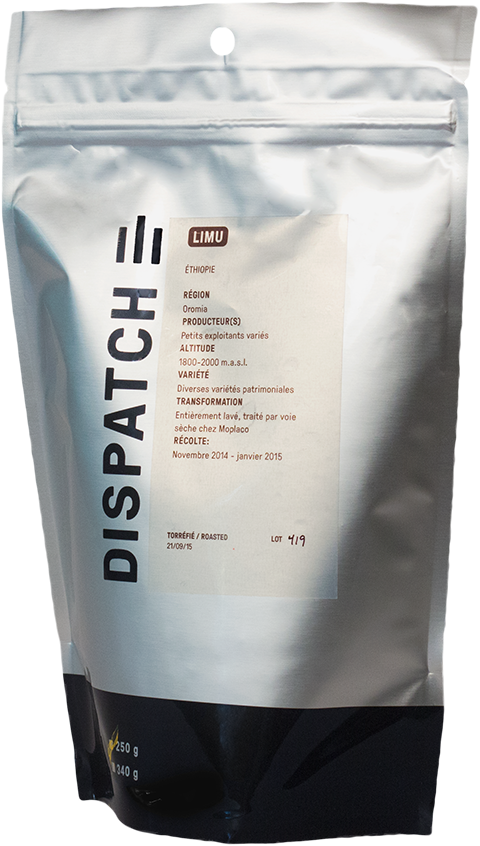 DISPATCH
LIMU
ÉTHIOPIE
RÉGION
Oromia
PRODUCTEUR(S)
Petits exploitants variés
ALTITUDE
1800-2000 m.a.s.l.
VARIÉTÉ
Diverses variétés patrimoniales
TRANSFORMATION
Entièrement lavé, traité par voie
sèche chez Moplaco
RÉCOLTE:
Novembre 2014 - janvier 2015
TORRÉFIÉ / ROASTED LOT 419
21/09/15
250 g
340 g